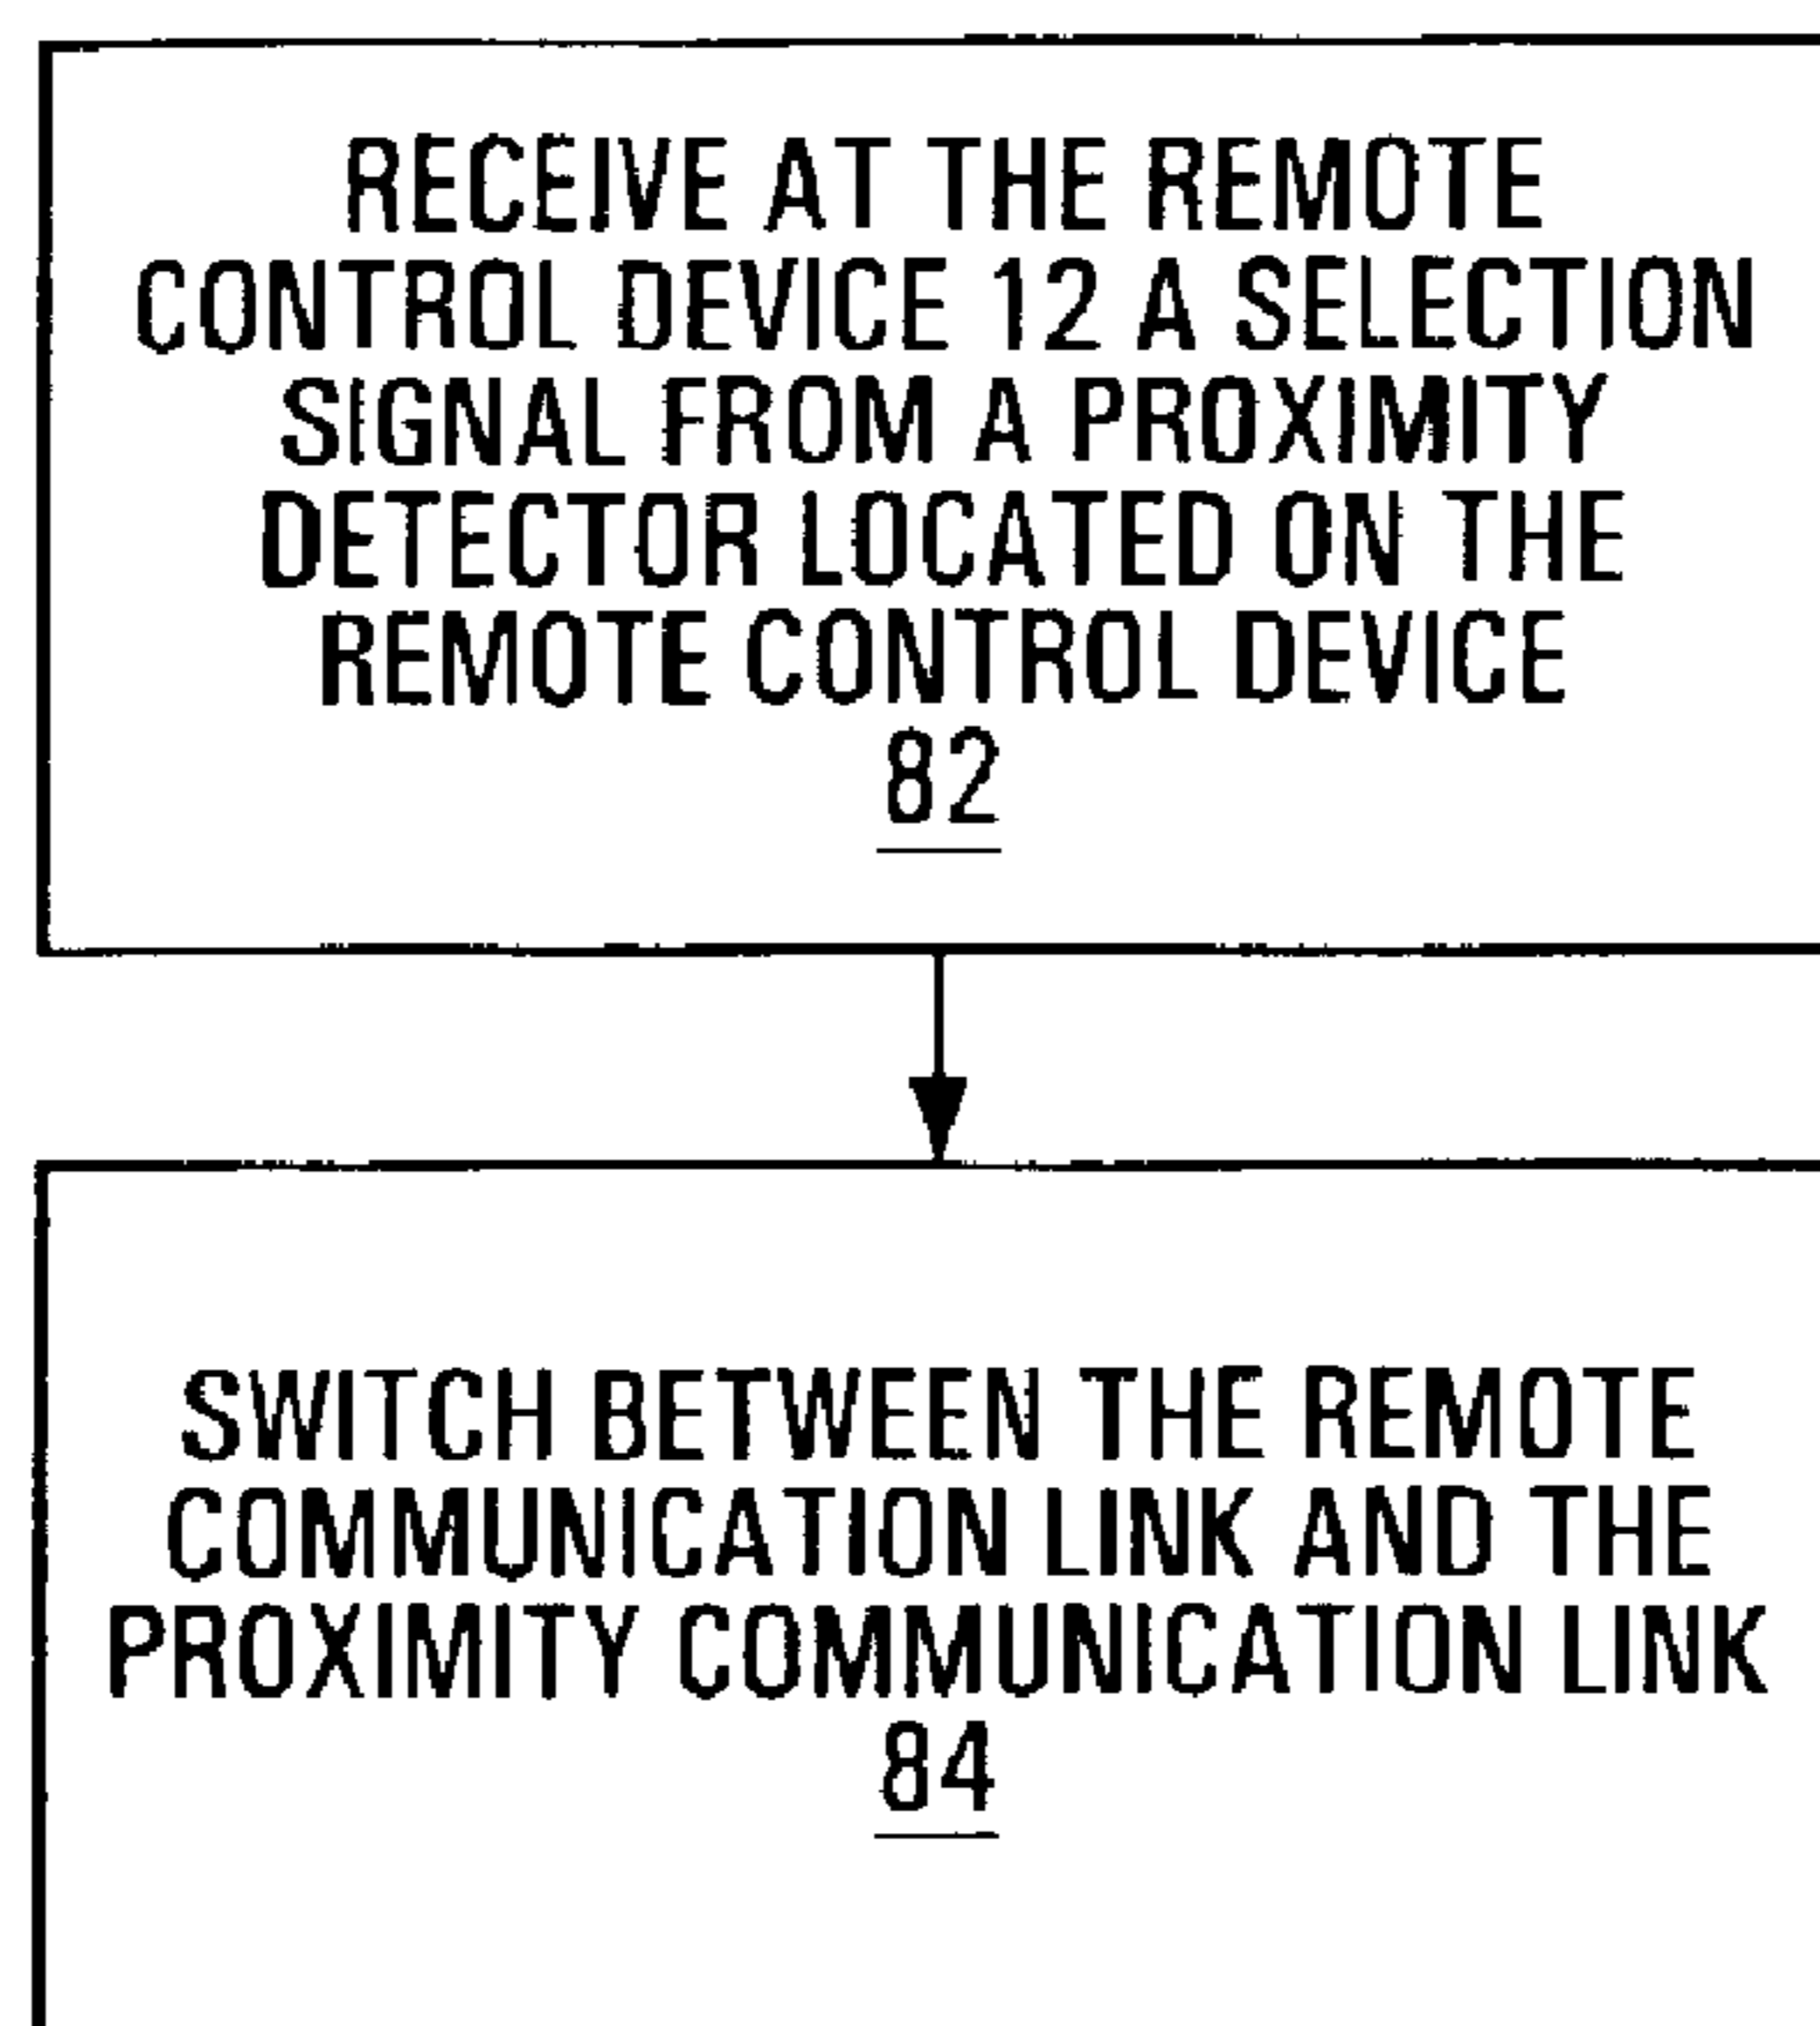 RECEIVE AT THE REMOTE
CONTROL DEVICE 12 A SELECTION
SIGNAL FROM A PROXIMITY
DETECTOR LOCATED ON THE
REMOTE CONTROL DEVICE
82
SWITCH BETWEEN THE REMOTE
COMMUNICATION LINK AND THE
PROXIMITY COMMUNICATION LINK
84